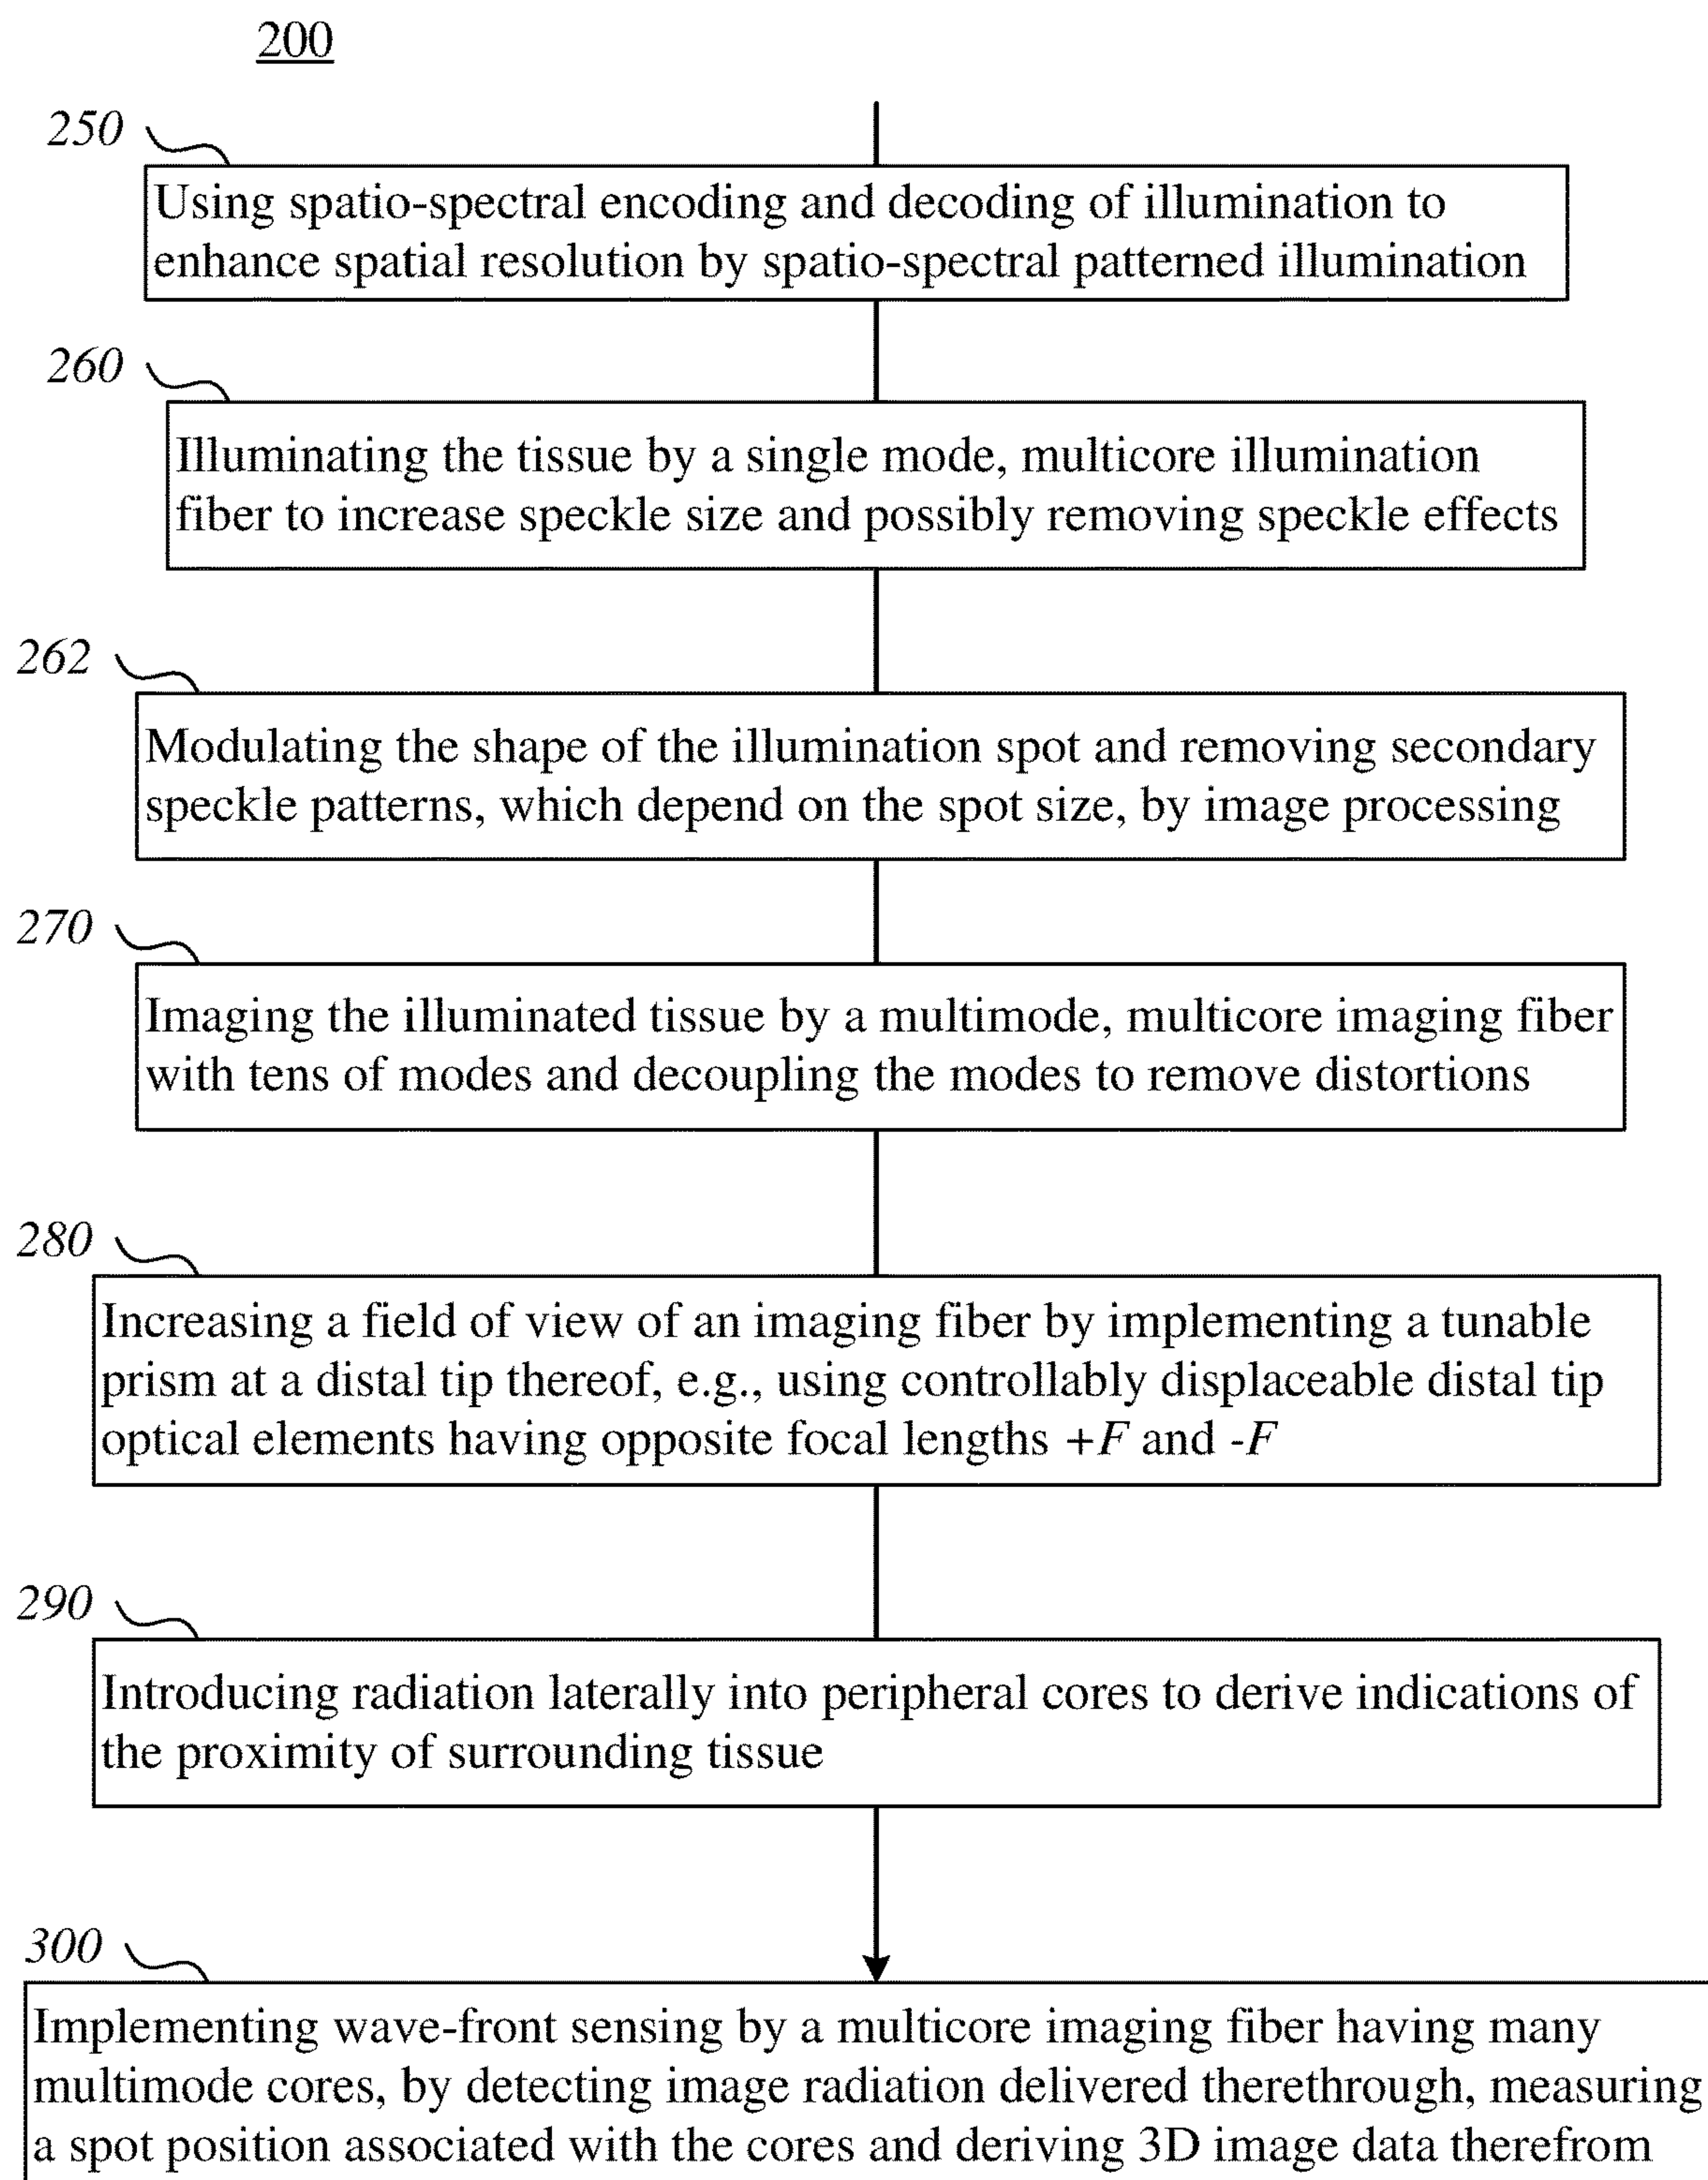 200
250
Using spatio-spectral encoding and decoding of illumination to
enhance spatial resolution by spatio-spectral patterned illumination
260
Illuminating the tissue by a single mode, multicore illumination
fiber to increase speckle size and possibly removing speckle effects
262
Modulating the shape of the illumination spot and removing secondary
speckle patterns, which depend on the spot size, by image processing
270
Imaging the illuminated tissue by a multimode, multicore imaging fiber
with tens of modes and decoupling the modes to remove distortions
280
Increasing a field of view of an imaging fiber by implementing a tunable
prism at a distal tip thereof, e.g., using controllably displaceable distal tip
optical elements having opposite focal lengths +F and -F
290
Introducing radiation laterally into peripheral cores to derive indications of
the proximity of surrounding tissue
300
Implementing wave-front sensing by a multicore imaging fiber having many
multimode cores, by detecting image radiation delivered therethrough, measuring
a spot position associated with the cores and deriving 3D image data therefrom